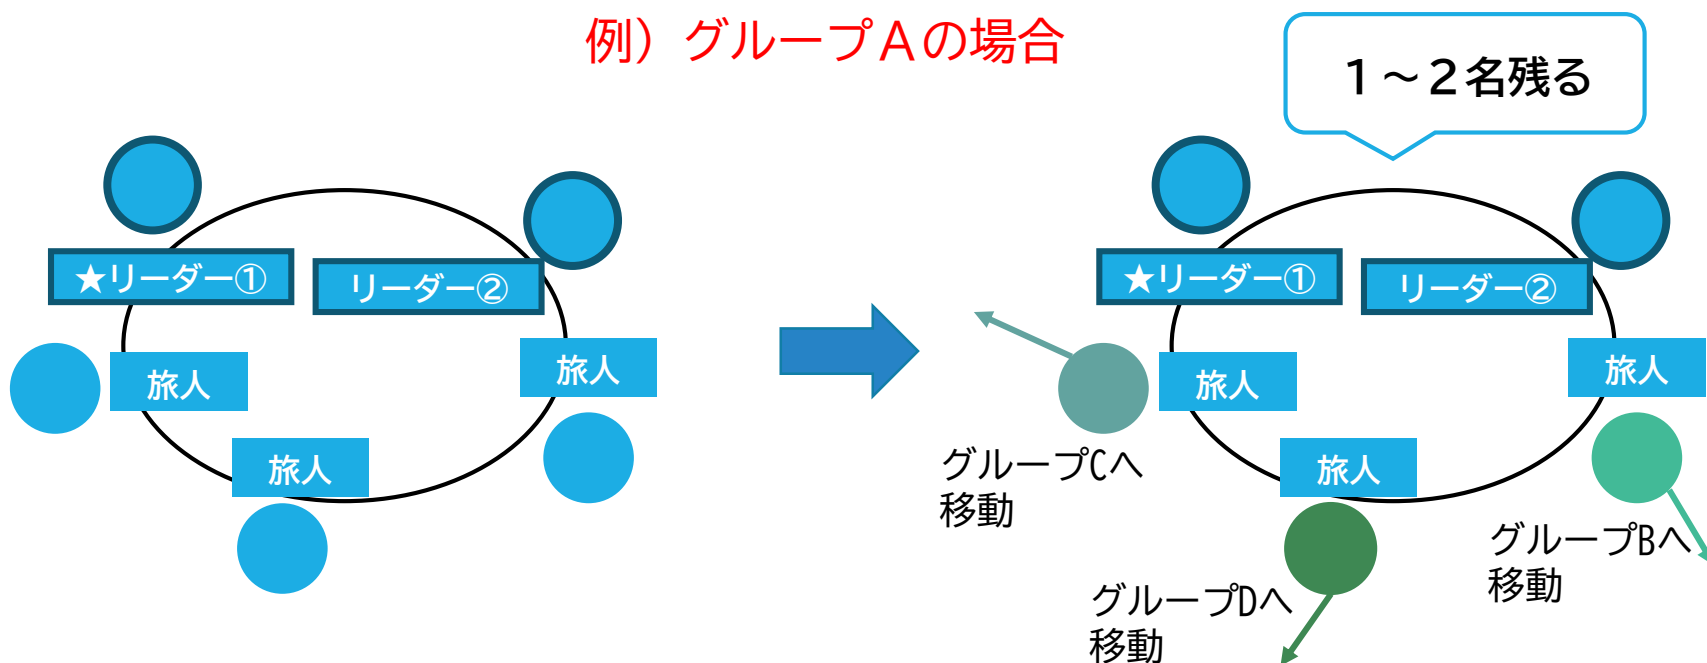 例）グループＡの場合
１～２名残る
★リーダー①
リーダー②
旅人
旅人
旅人
★リーダー①
リーダー②
旅人
旅人
旅人
グループCへ
移動
グループBへ
移動
グループDへ
移動